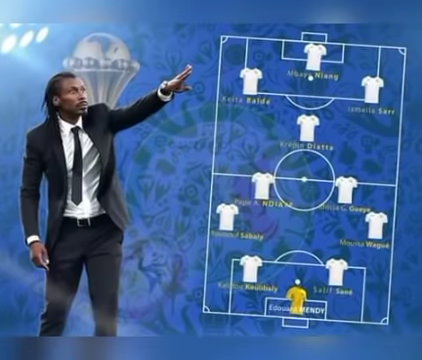 Mbaye Niang
Keita Balde
Ismaila Sarr
Krépin Diatta
Pape A. NDIAYE
Idrissa G. Gueye
Youssouf Sabaly
Moussa Wagué
Kalidou Koulibaly
Salif Sané
Edouard MENDY